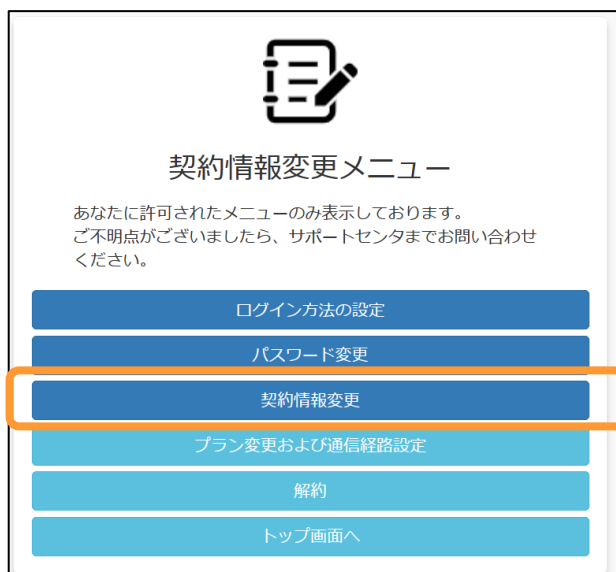 契約情報変更メニュー
あなたに許可されたメニューのみ表示しております。
ご不明点がございましたら、サポートセンタまでお問い合わせ
ください。
ログイン方法の設定
パスワード変更
契約情報変更
プラン変更および通信経路設定
解約
トップ画面へ